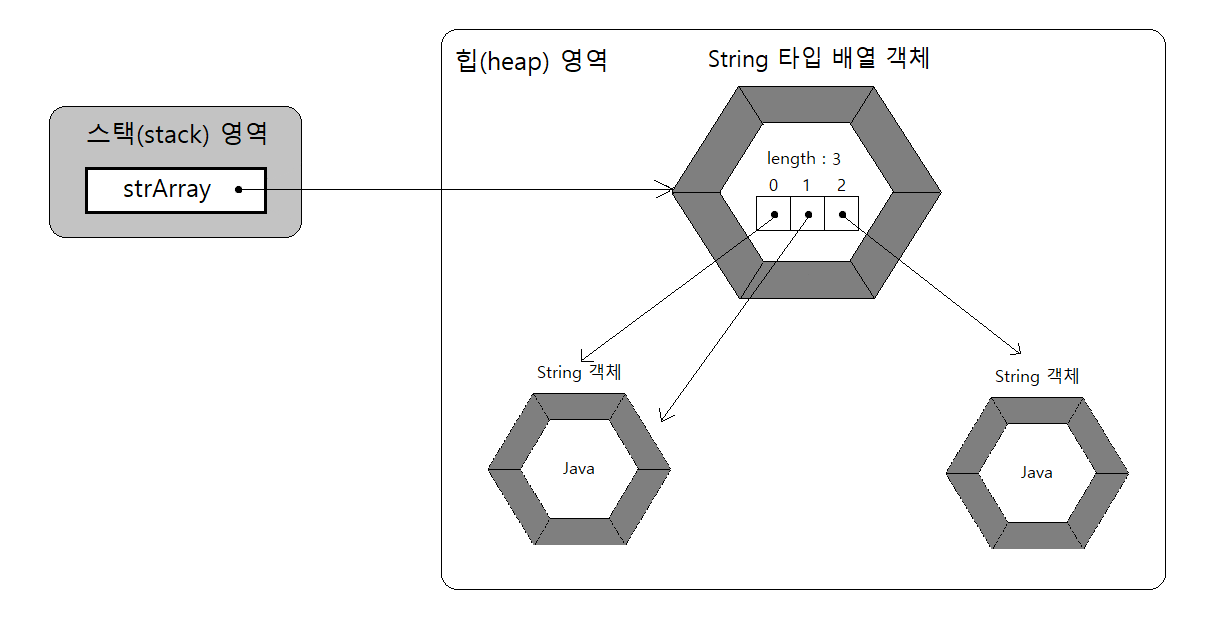 힙(heap) 영역
String 타입 배열 객체
스택(stack) 영역
strArray
length : 3
0 1 2
String 객체
String 객체
Java
Java